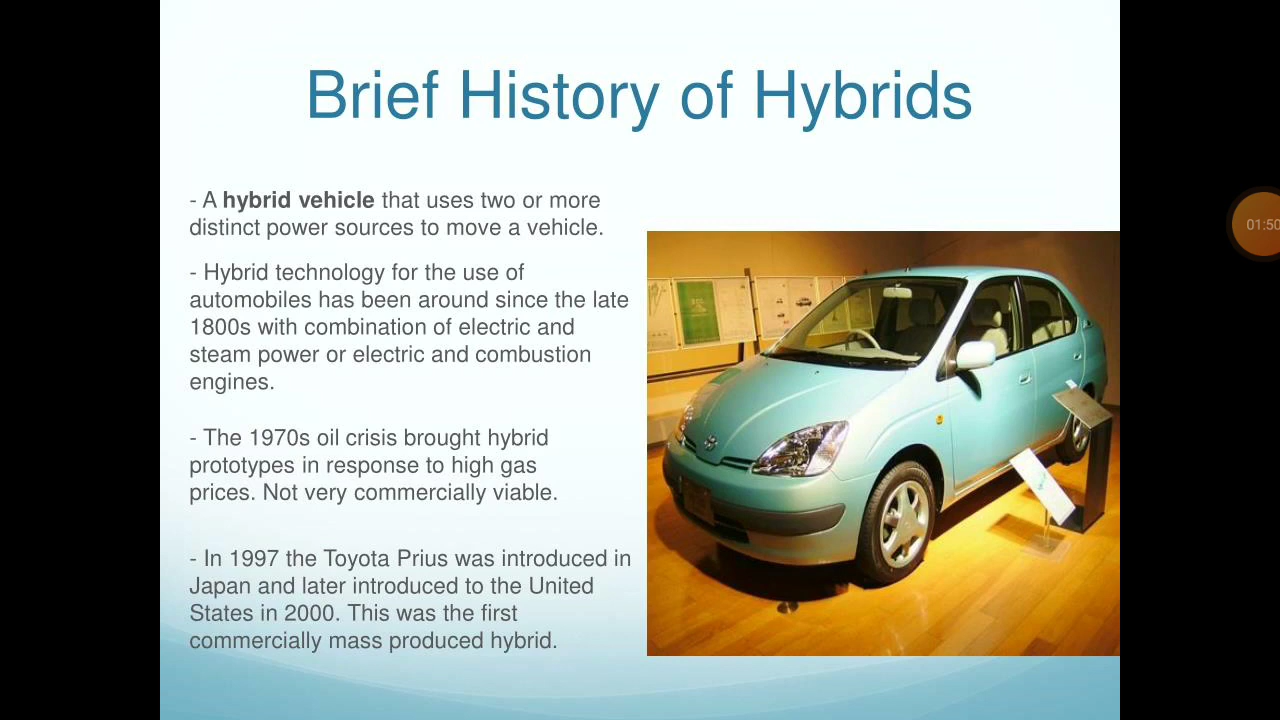 Brief History of Hybrids
- A hybrid vehicle that uses two or more
distinct power sources to move a vehicle.
- Hybrid technology for the use of
automobiles has been around since the late
1800s with combination of electric and
steam power or electric and combustion
engines.
- The 1970s oil crisis brought hybrid
prototypes in response to high gas
prices. Not very commercially viable.
- In 1997 the Toyota Prius was introduced in
Japan and later introduced to the United
States in 2000. This was the first
commercially mass produced hybrid.
01:50